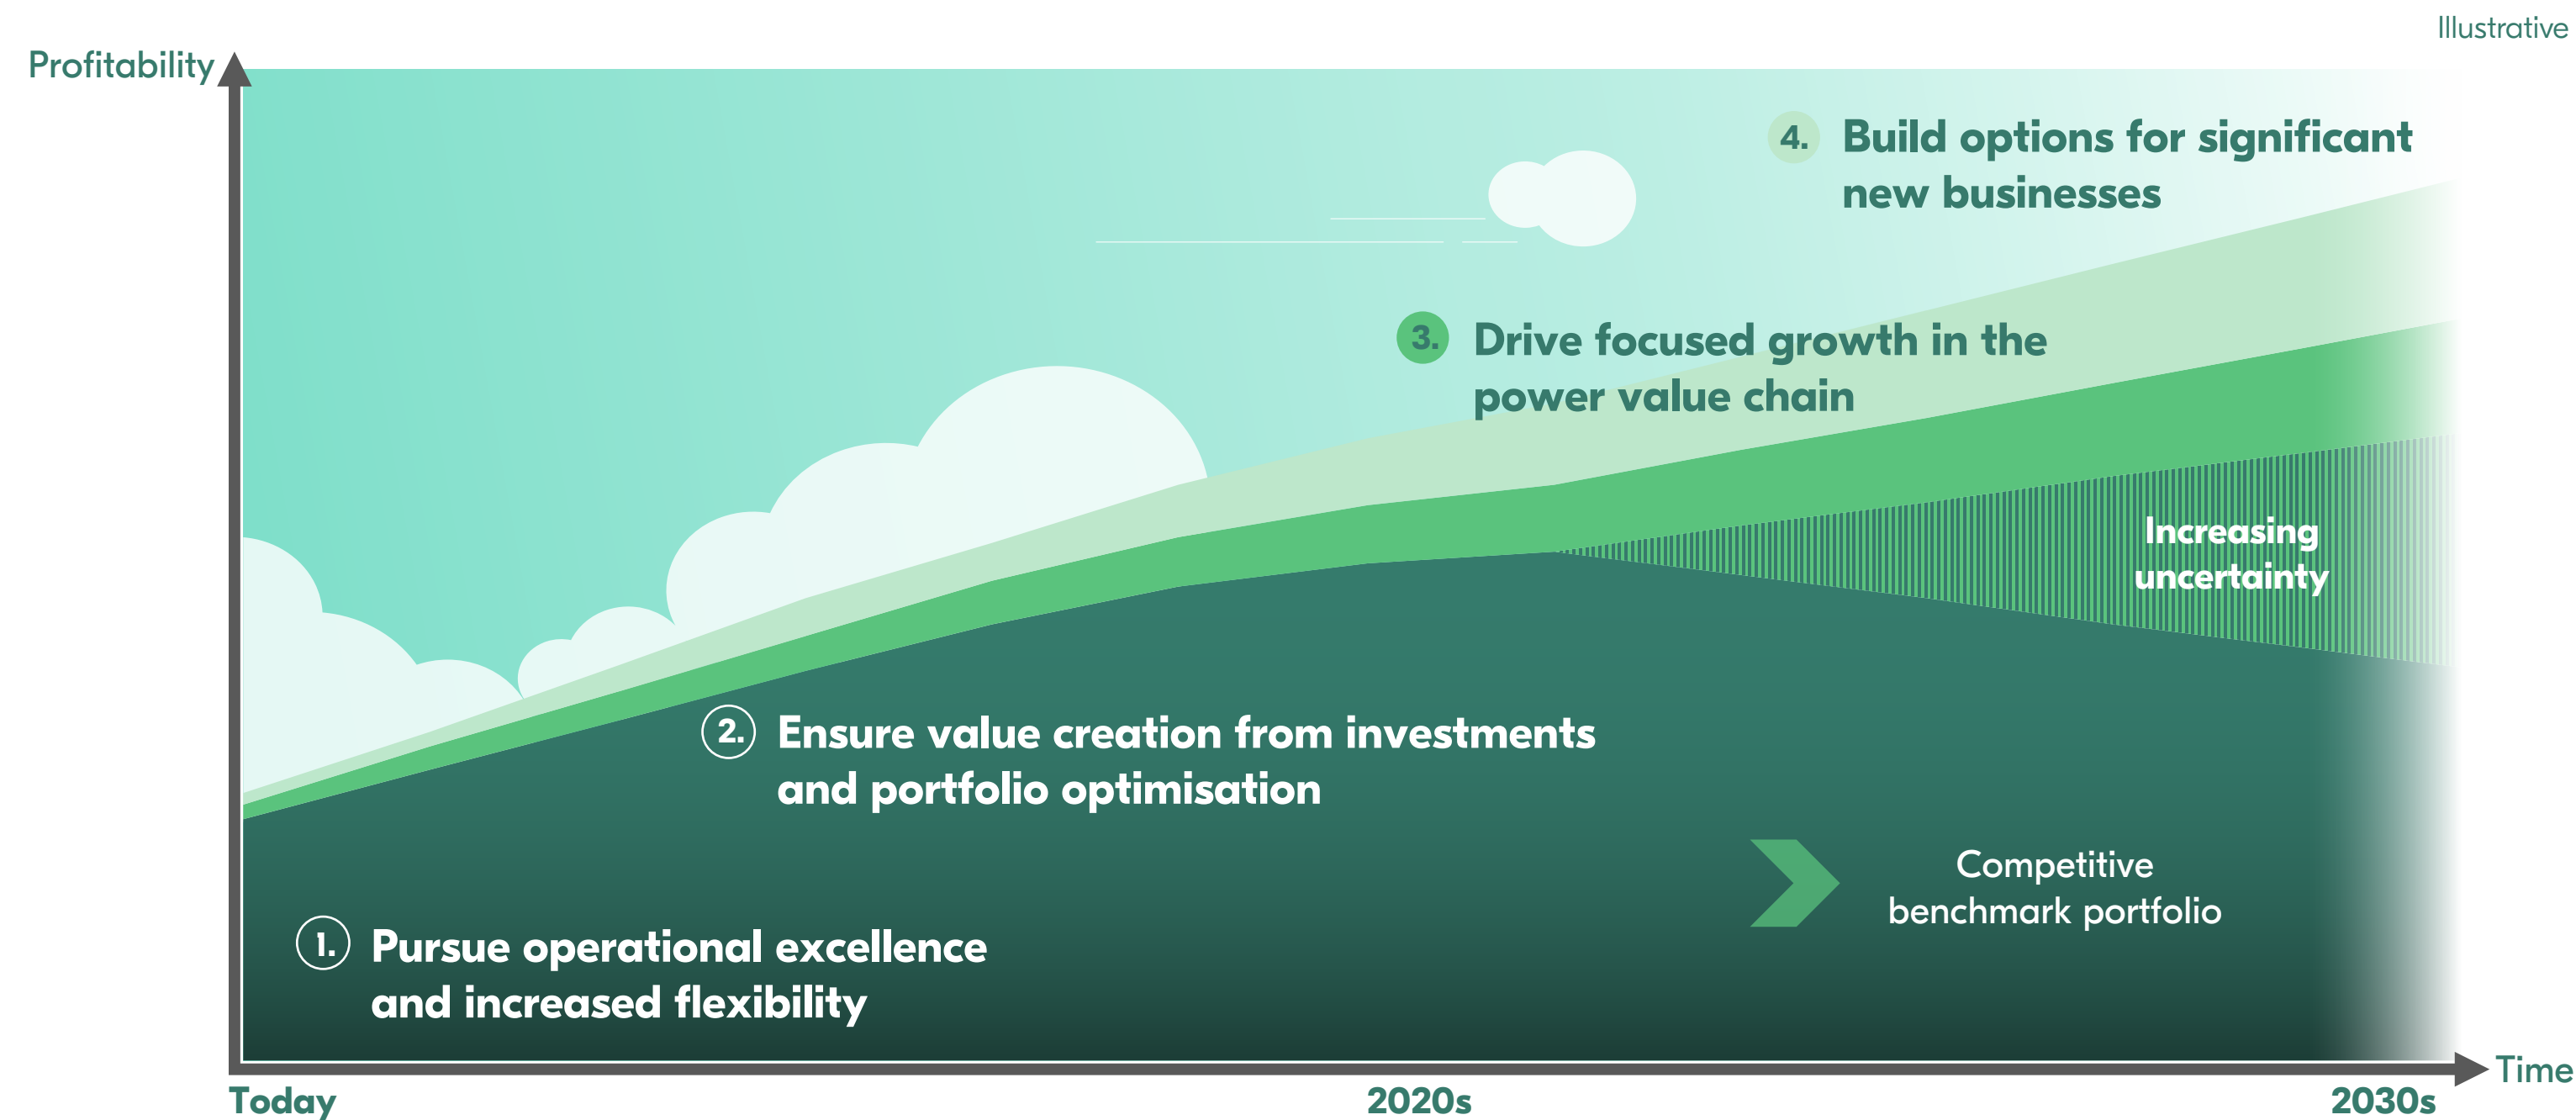 Illustrative
Profitability
4. Build options for significant
new businesses
3. Drive focused growth in the
power value chain
Increasing
uncertainty
2. Ensure value creation from investments
and portfolio optimisation
Competitive
benchmark portfolio
1. Pursue operational excellence
and increased flexibility
Time
Today
2020s
2030s